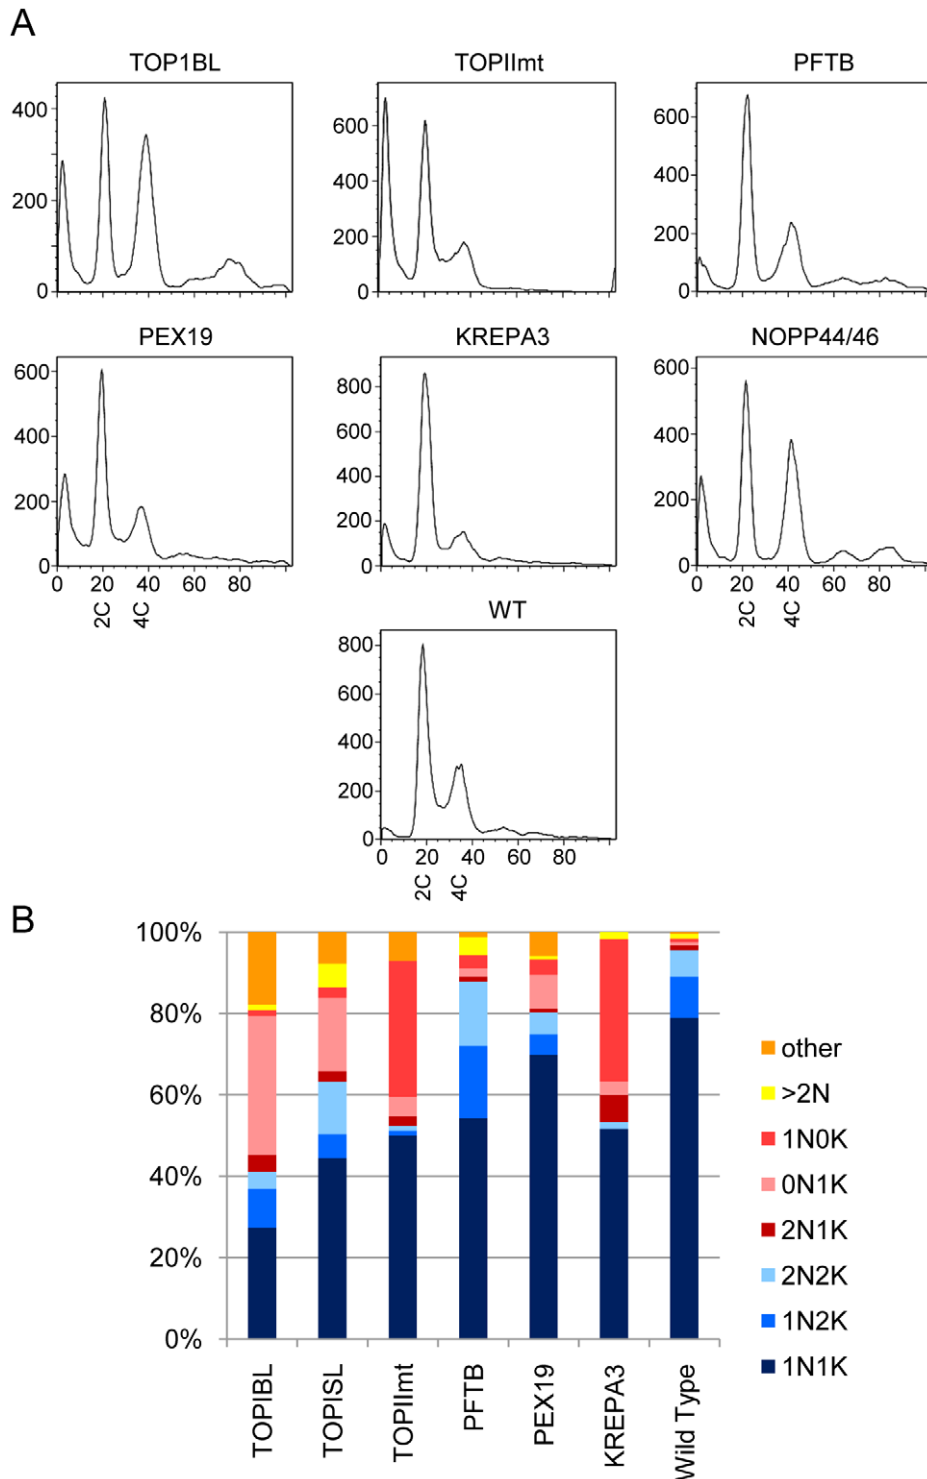 A
TOP1BL
TOPIImt
PFTB
400
200
0
600
400
200
0
600
400
200
0
PEX19
KREPA3
NOPP44/46
600
400
200
0
0 20 40 60 80
2C 4C
800
600
400
200
0
600
400
200
0
0 20 40 60 80
2C 4C
WT
800
600
400
200
0
0 20 40 60 80
2C 4C
B
100%
80%
60%
40%
20%
0%
other
>2N
1N0K
0N1K
2N1K
2N2K
1N2K
1N1K
TOPIBL
TOPISL
TOPIImt
PFTB
PEX19
KREPA3
Wild Type